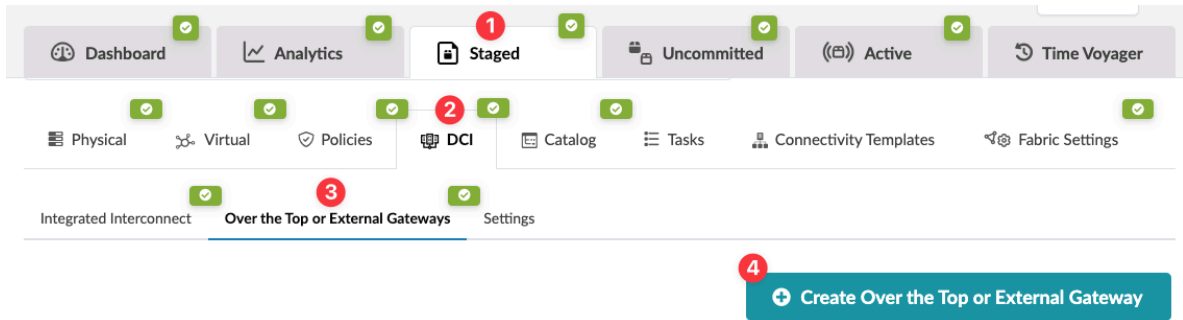 1
Dashboard Analytics Staged Uncommitted Active Time Voyager
2
Physical Virtual Policies DCI Catalog Tasks Connectivity Templates Fabric Settings
3
Integrated Interconnect Over the Top or External Gateways Settings
4
Create Over the Top or External Gateway